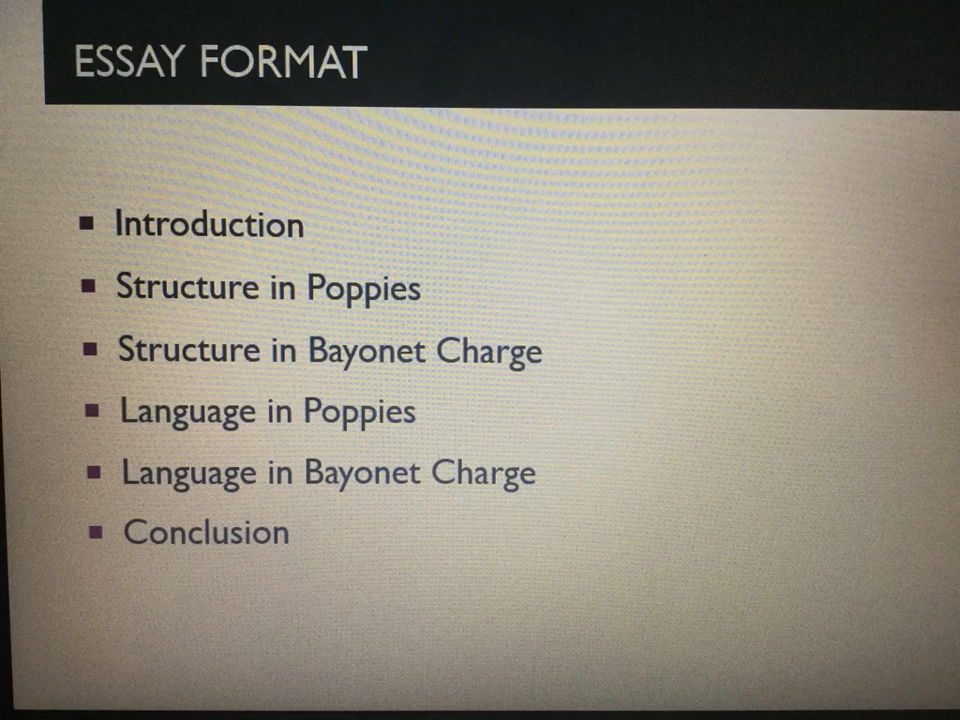 ESSAY FORMAT
Introduction
Structure in Poppies
Structure in Bayonet Charge
Language in Poppies
Language in Bayonet Charge
Conclusion